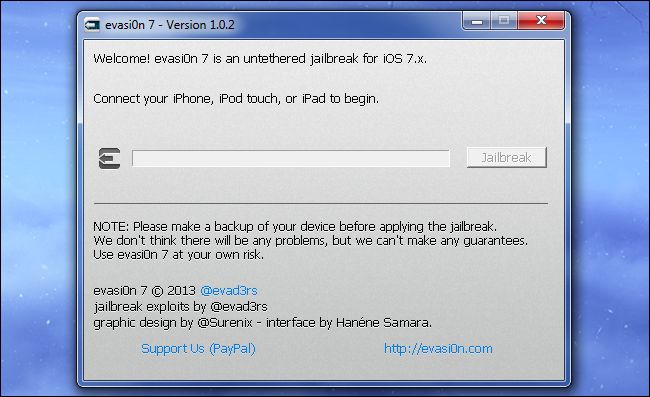 evasi0n 7 - Version 1.0.2
Welcome! evasi0n 7 is an untethered jailbreak for iOS 7.x.
Connect your iPhone, iPod touch, or iPad to begin.
Jailbreak
NOTE: Please make a backup of your device before applying the jailbreak.
We don't think there will be any problems, but we can't make any guarantees.
Use evasi0n 7 at your own risk.
evasi0n 7 © 2013 @evad3rs
jailbreak exploits by @evad3rs
graphic design by @Surenix - interface by Hanéne Samara.
Support Us (PayPal) http://evasi0n.com